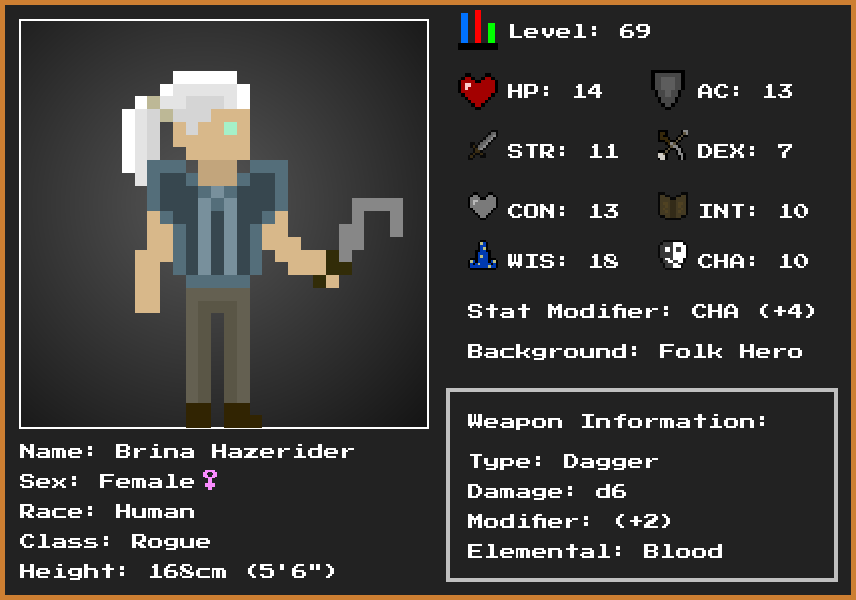 Level: 69
HP: 14 AC: 13
STR: 11 DEX: 7
CON: 13 INT: 10
WIS: 18 CHA: 10
Stat Modifier: CHA (+4)
Background: Folk Hero
Weapon Information:
Type: Dagger
Damage: d6
Modifier: (+2)
Elemental: Blood
Name: Brina Hazerider
Sex: Female♀
Race: Human
Class: Rogue
Height: 168cm (5'6")